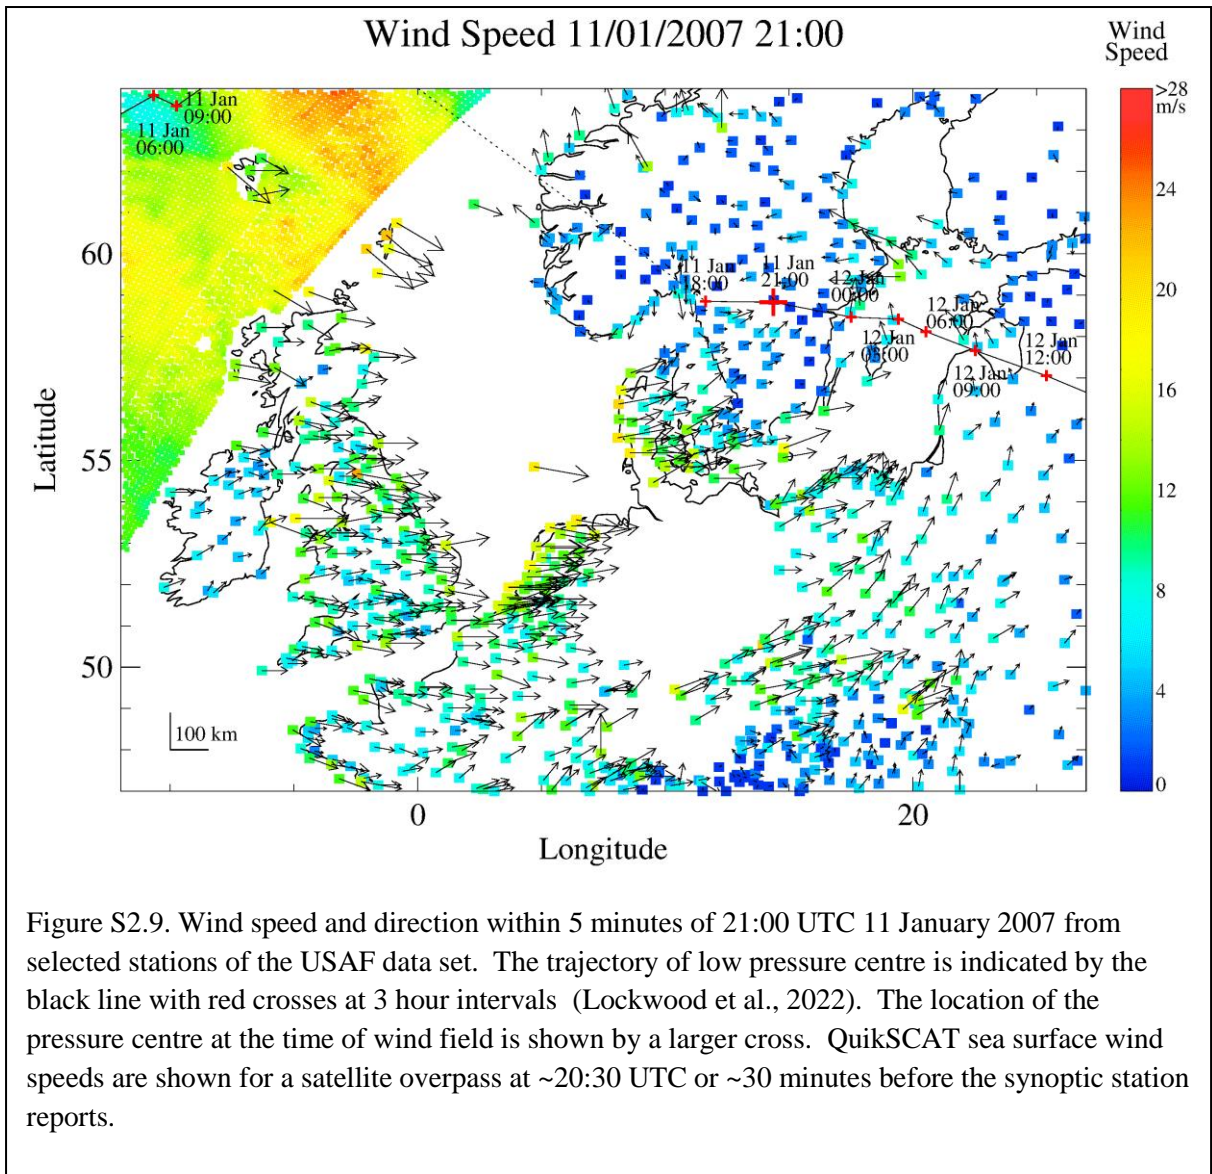 Wind Speed 11/01/2007 21:00
Wind
Speed
>28
m/s
24
20
16
12
8
4
0
11 Jan
09:00
11 Jan
06:00
11 Jan
18:00
11 Jan
21:00
12 Jan
00:00
12 Jan
03:00
12 Jan
06:00
12 Jan
09:00
12 Jan
12:00
60
55
50
Latitude
100 km
0
20
Longitude
Figure S2.9. Wind speed and direction within 5 minutes of 21:00 UTC 11 January 2007 from
selected stations of the USAF data set. The trajectory of low pressure centre is indicated by the
black line with red crosses at 3 hour intervals (Lockwood et al., 2022). The location of the
pressure centre at the time of wind field is shown by a larger cross. QuikSCAT sea surface wind
speeds are shown for a satellite overpass at ~20:30 UTC or ~30 minutes before the synoptic station
reports.